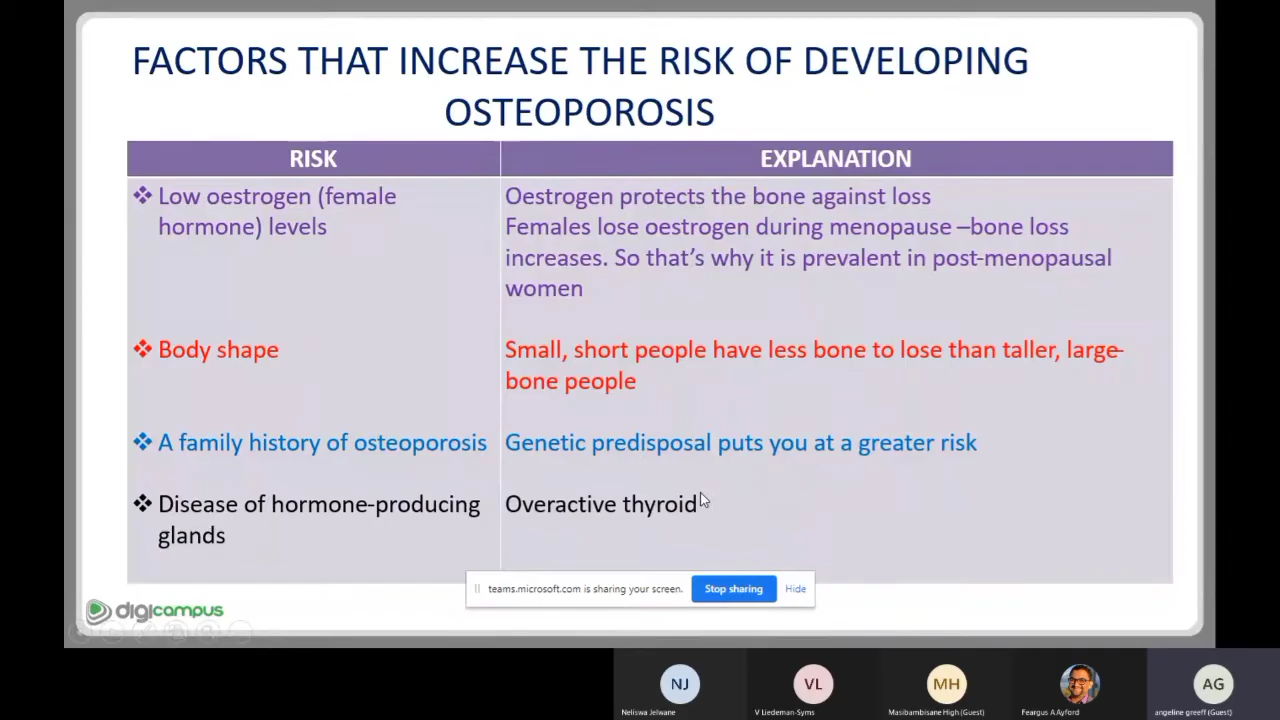 FACTORS THAT INCREASE THE RISK OF DEVELOPING
OSTEOPOROSIS
RISK
EXPLANATION
❖ Low oestrogen (female
hormone) levels
Oestrogen protects the bone against loss
Females lose oestrogen during menopause –bone loss
increases. So that's why it is prevalent in post-menopausal
women
❖ Body shape
Small, short people have less bone to lose than taller, large-
bone people
❖ A family history of osteoporosis
Genetic predisposal puts you at a greater risk
❖ Disease of hormone-producing
glands
Overactive thyroid
teams.microsoft.com is sharing your screen.
Stop sharing
Hide
digicampus
NJ
VL
MH
AG
Neliswa Jelwane
V Liedeman-Syms
Masibambisane High (Guest)
Feargus A Ayford
angeline greeff (Guest)